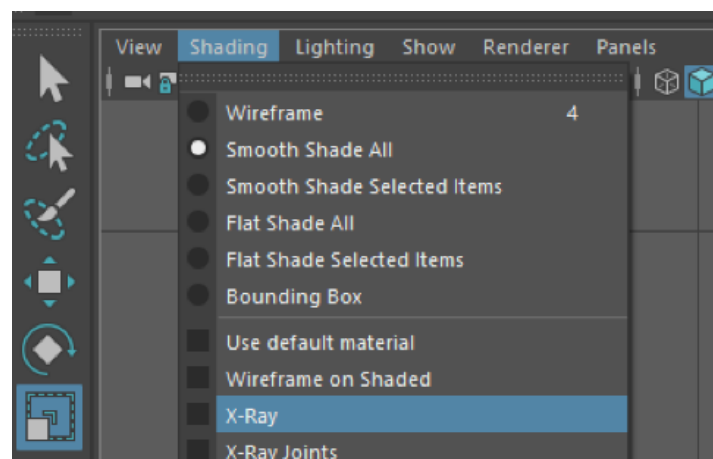 View Shading Lighting Show Renderer Panels
Wireframe 4
Smooth Shade All
Smooth Shade Selected Items
Flat Shade All
Flat Shade Selected Items
Bounding Box
Use default material
Wireframe on Shaded
X-Ray
X-Ray Joints